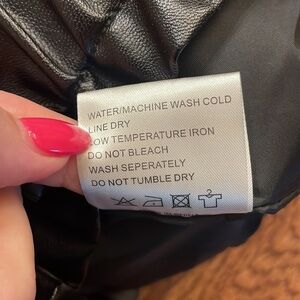 WATER/MACHINE WASH COLD
LINE DRY
LOW TEMPERATURE IRON
DO NOT BLEACH
WASH SEPERATELY
DO NOT TUMBLE DRY